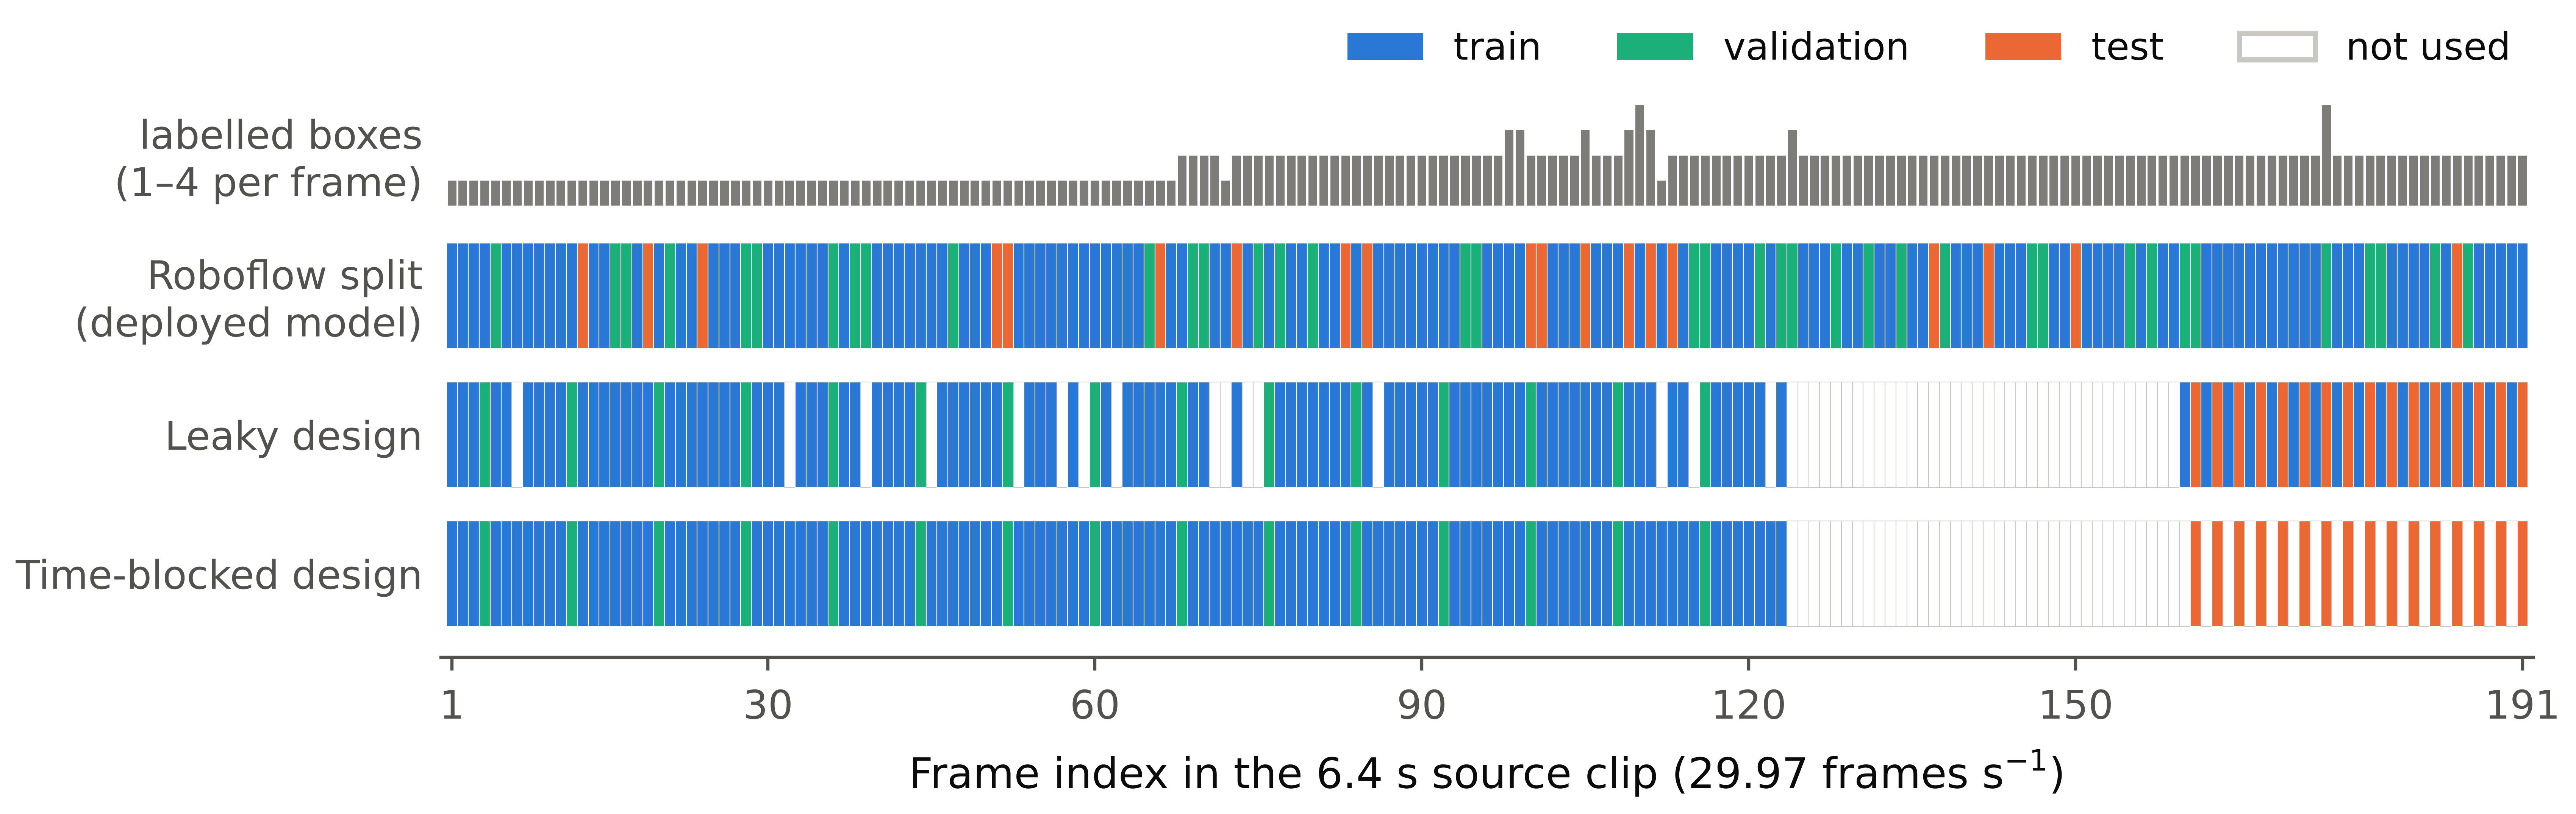 train validation test not used
labelled boxes
(1–4 per frame)
Roboflow split
(deployed model)
Leaky design
Time-blocked design
1 30 60 90 120 150 191
Frame index in the 6.4 s source clip (29.97 frames s⁻¹)